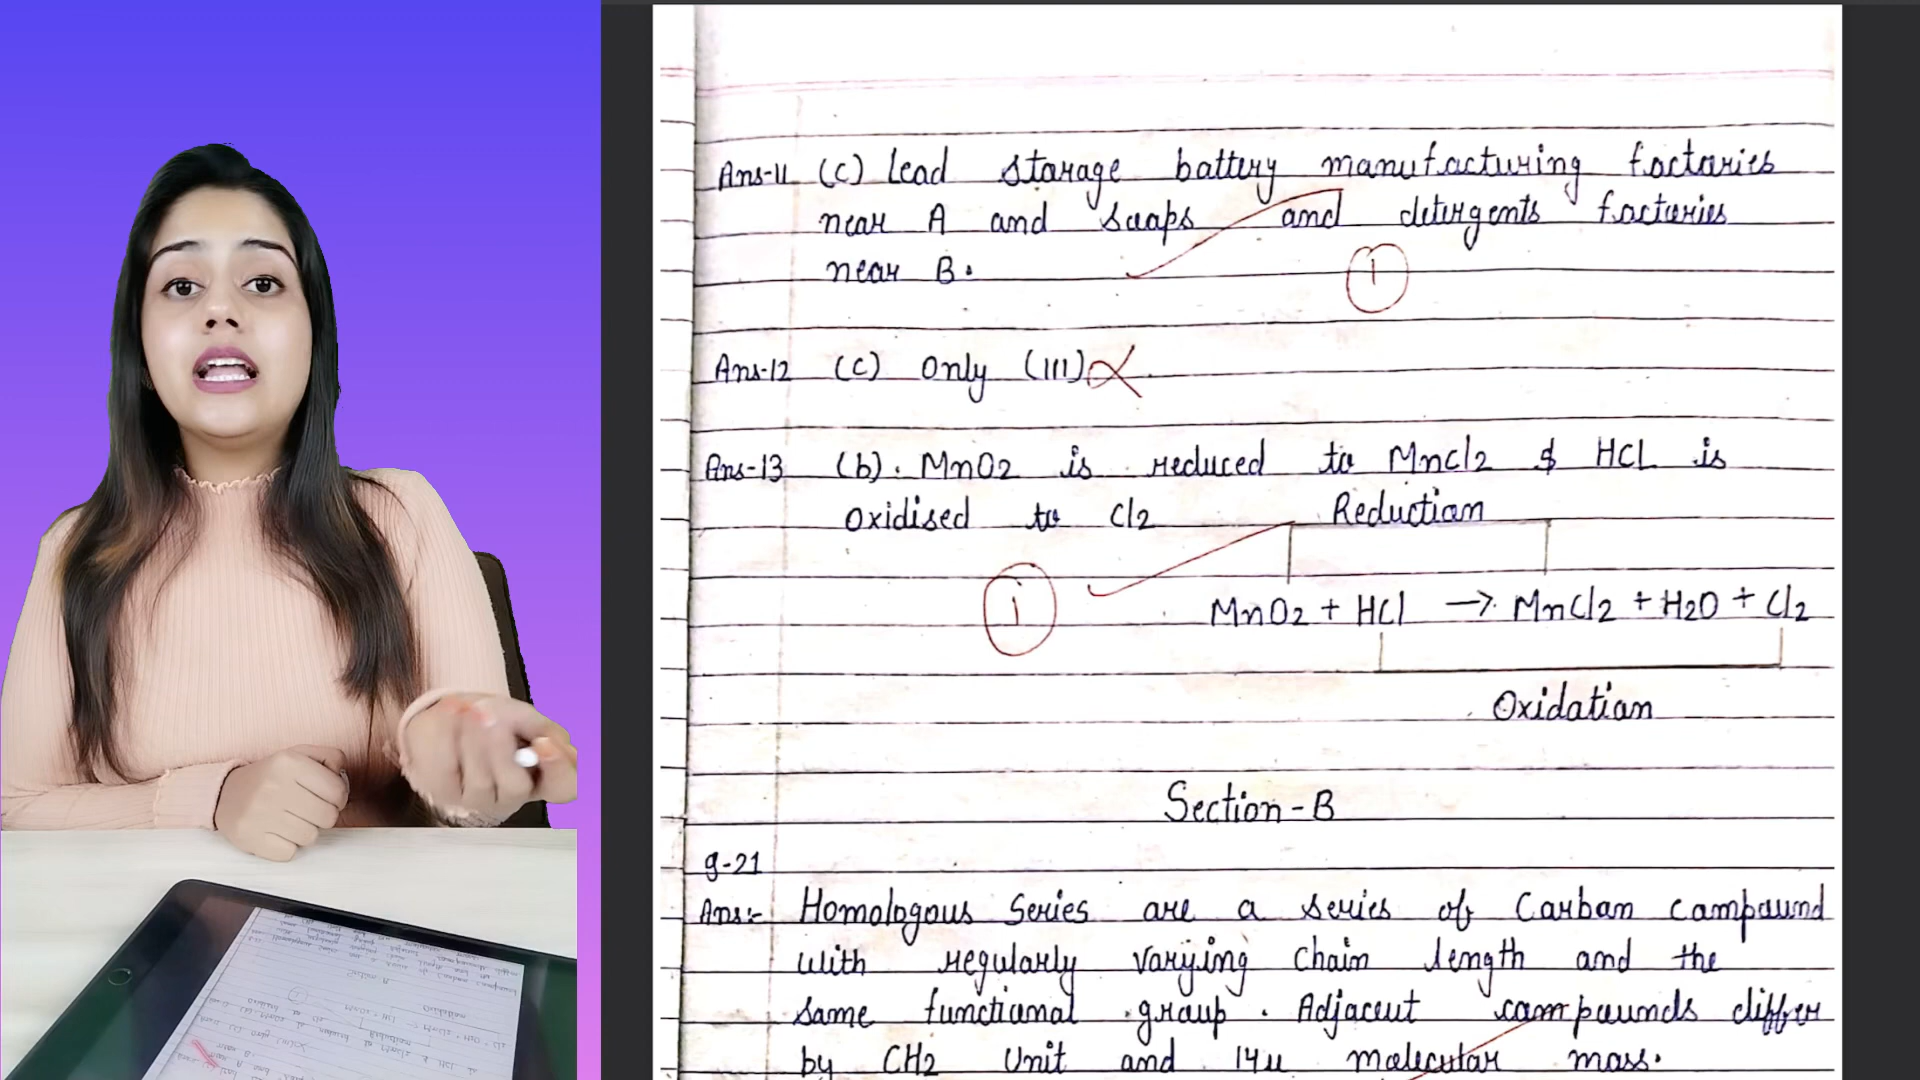 Ans-11 (C) Lead storage battery manufacturing factories
near A and soaps and detergents factories
near B.
1
Ans-12 (C) Only (III)
Ans-13 (b). MnO2 is reduced to MnCl2 & HCL is
Oxidised to Cl2 Reduction
1
MnO2 + HCl → MnCl2 + H2O + Cl2
Oxidation
Section-B
g-21
Ans:- Homologous Series are a series of Carbon compound
with regularly varying chain length and the
same functional group. Adjacent compounds differ
by CH2 Unit and 14u molecular mass.